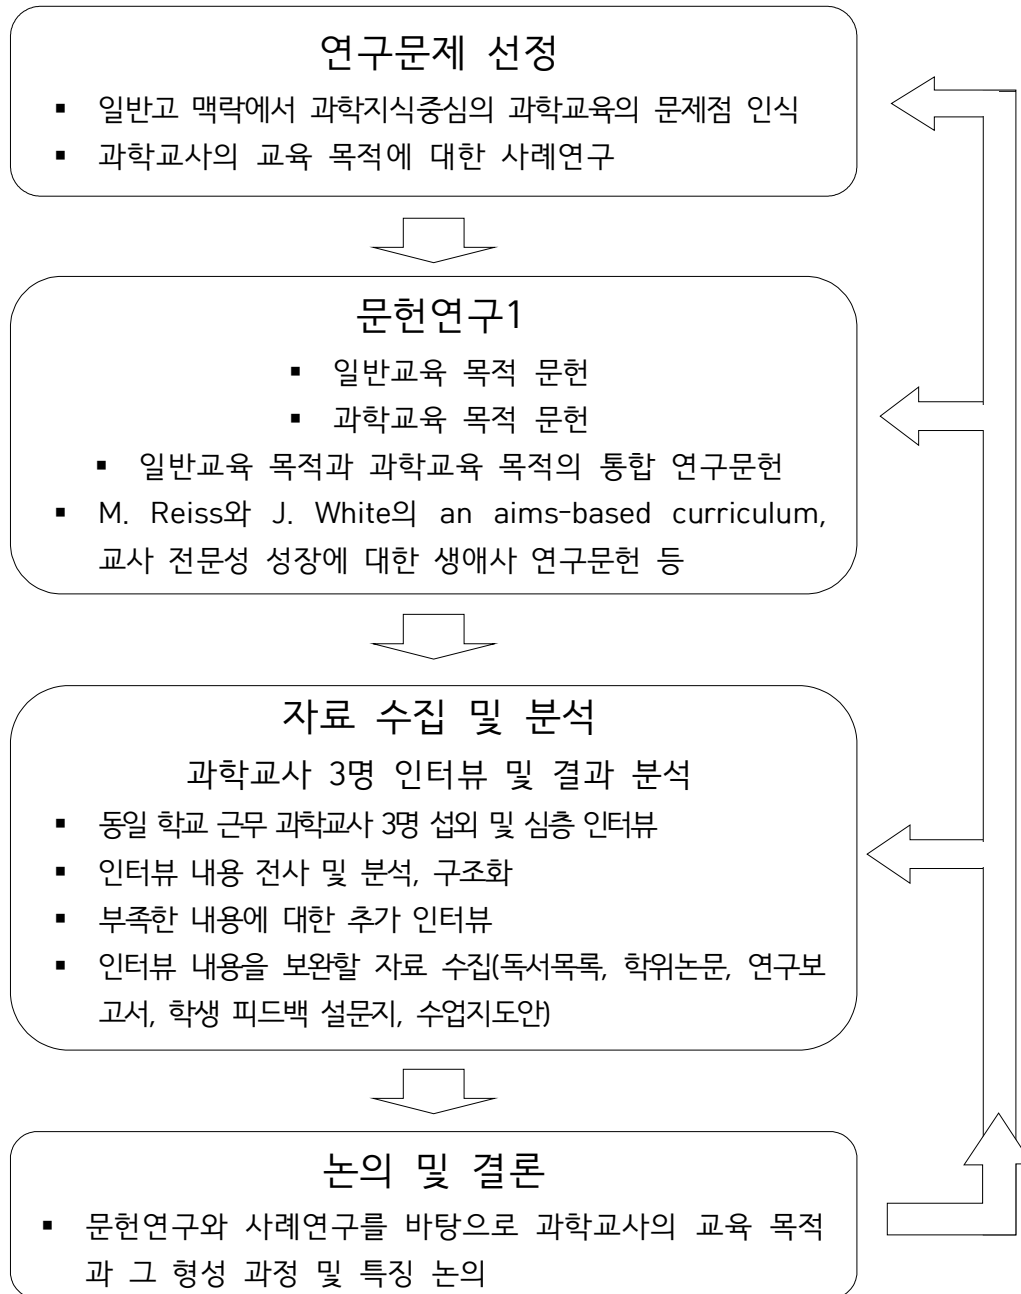 연구문제 선정
▪ 일반고 맥락에서 과학지식중심의 과학교육의 문제점 인식
▪ 과학교사의 교육 목적에 대한 사례연구
문헌연구1
▪ 일반교육 목적 문헌
▪ 과학교육 목적 문헌
▪ 일반교육 목적과 과학교육 목적의 통합 연구문헌
▪ M. Reiss와 J. White의 an aims-based curriculum,
교사 전문성 성장에 대한 생애사 연구문헌 등
자료 수집 및 분석
과학교사 3명 인터뷰 및 결과 분석
▪ 동일 학교 근무 과학교사 3명 섭외 및 심층 인터뷰
▪ 인터뷰 내용 전사 및 분석, 구조화
▪ 부족한 내용에 대한 추가 인터뷰
▪ 인터뷰 내용을 보완할 자료 수집(독서목록, 학위논문, 연구보
고서, 학생 피드백 설문지, 수업지도안)
논의 및 결론
▪ 문헌연구와 사례연구를 바탕으로 과학교사의 교육 목적
과 그 형성 과정 및 특징 논의